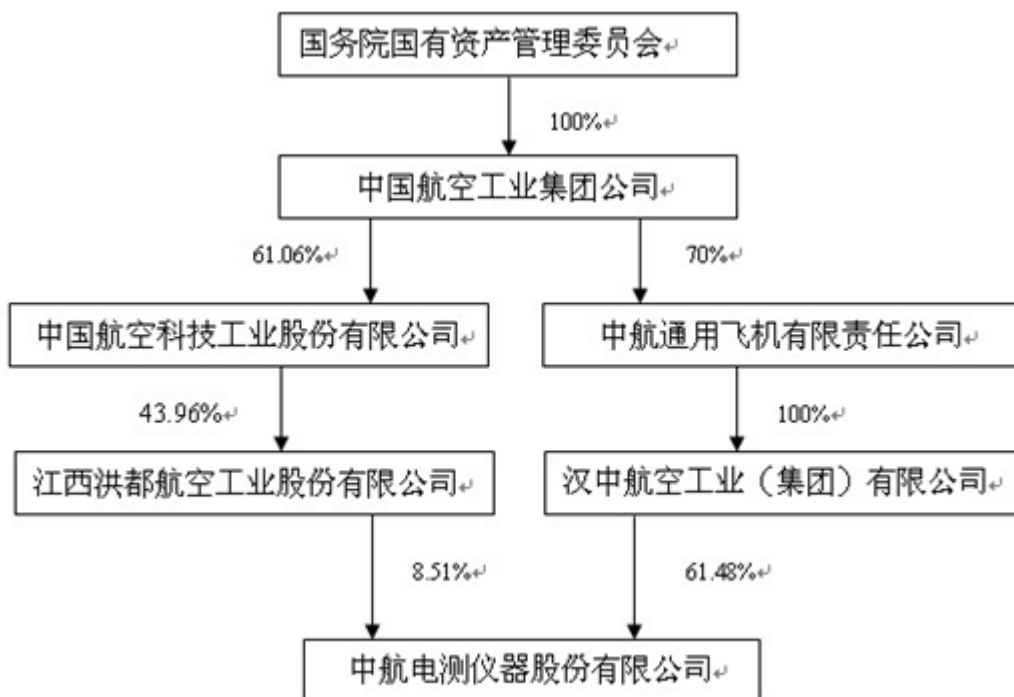 国务院国有资产管理委员会↵
100%↵
中国航空工业集团公司↵
61.06%↵
70%↵
中国航空科技工业股份有限公司↵
中航通用飞机有限责任公司↵
43.96%↵
100%↵
江西洪都航空工业股份有限公司↵
汉中航空工业（集团）有限公司↵
8.51%↵
61.48%↵
中航电测仪器股份有限公司↵